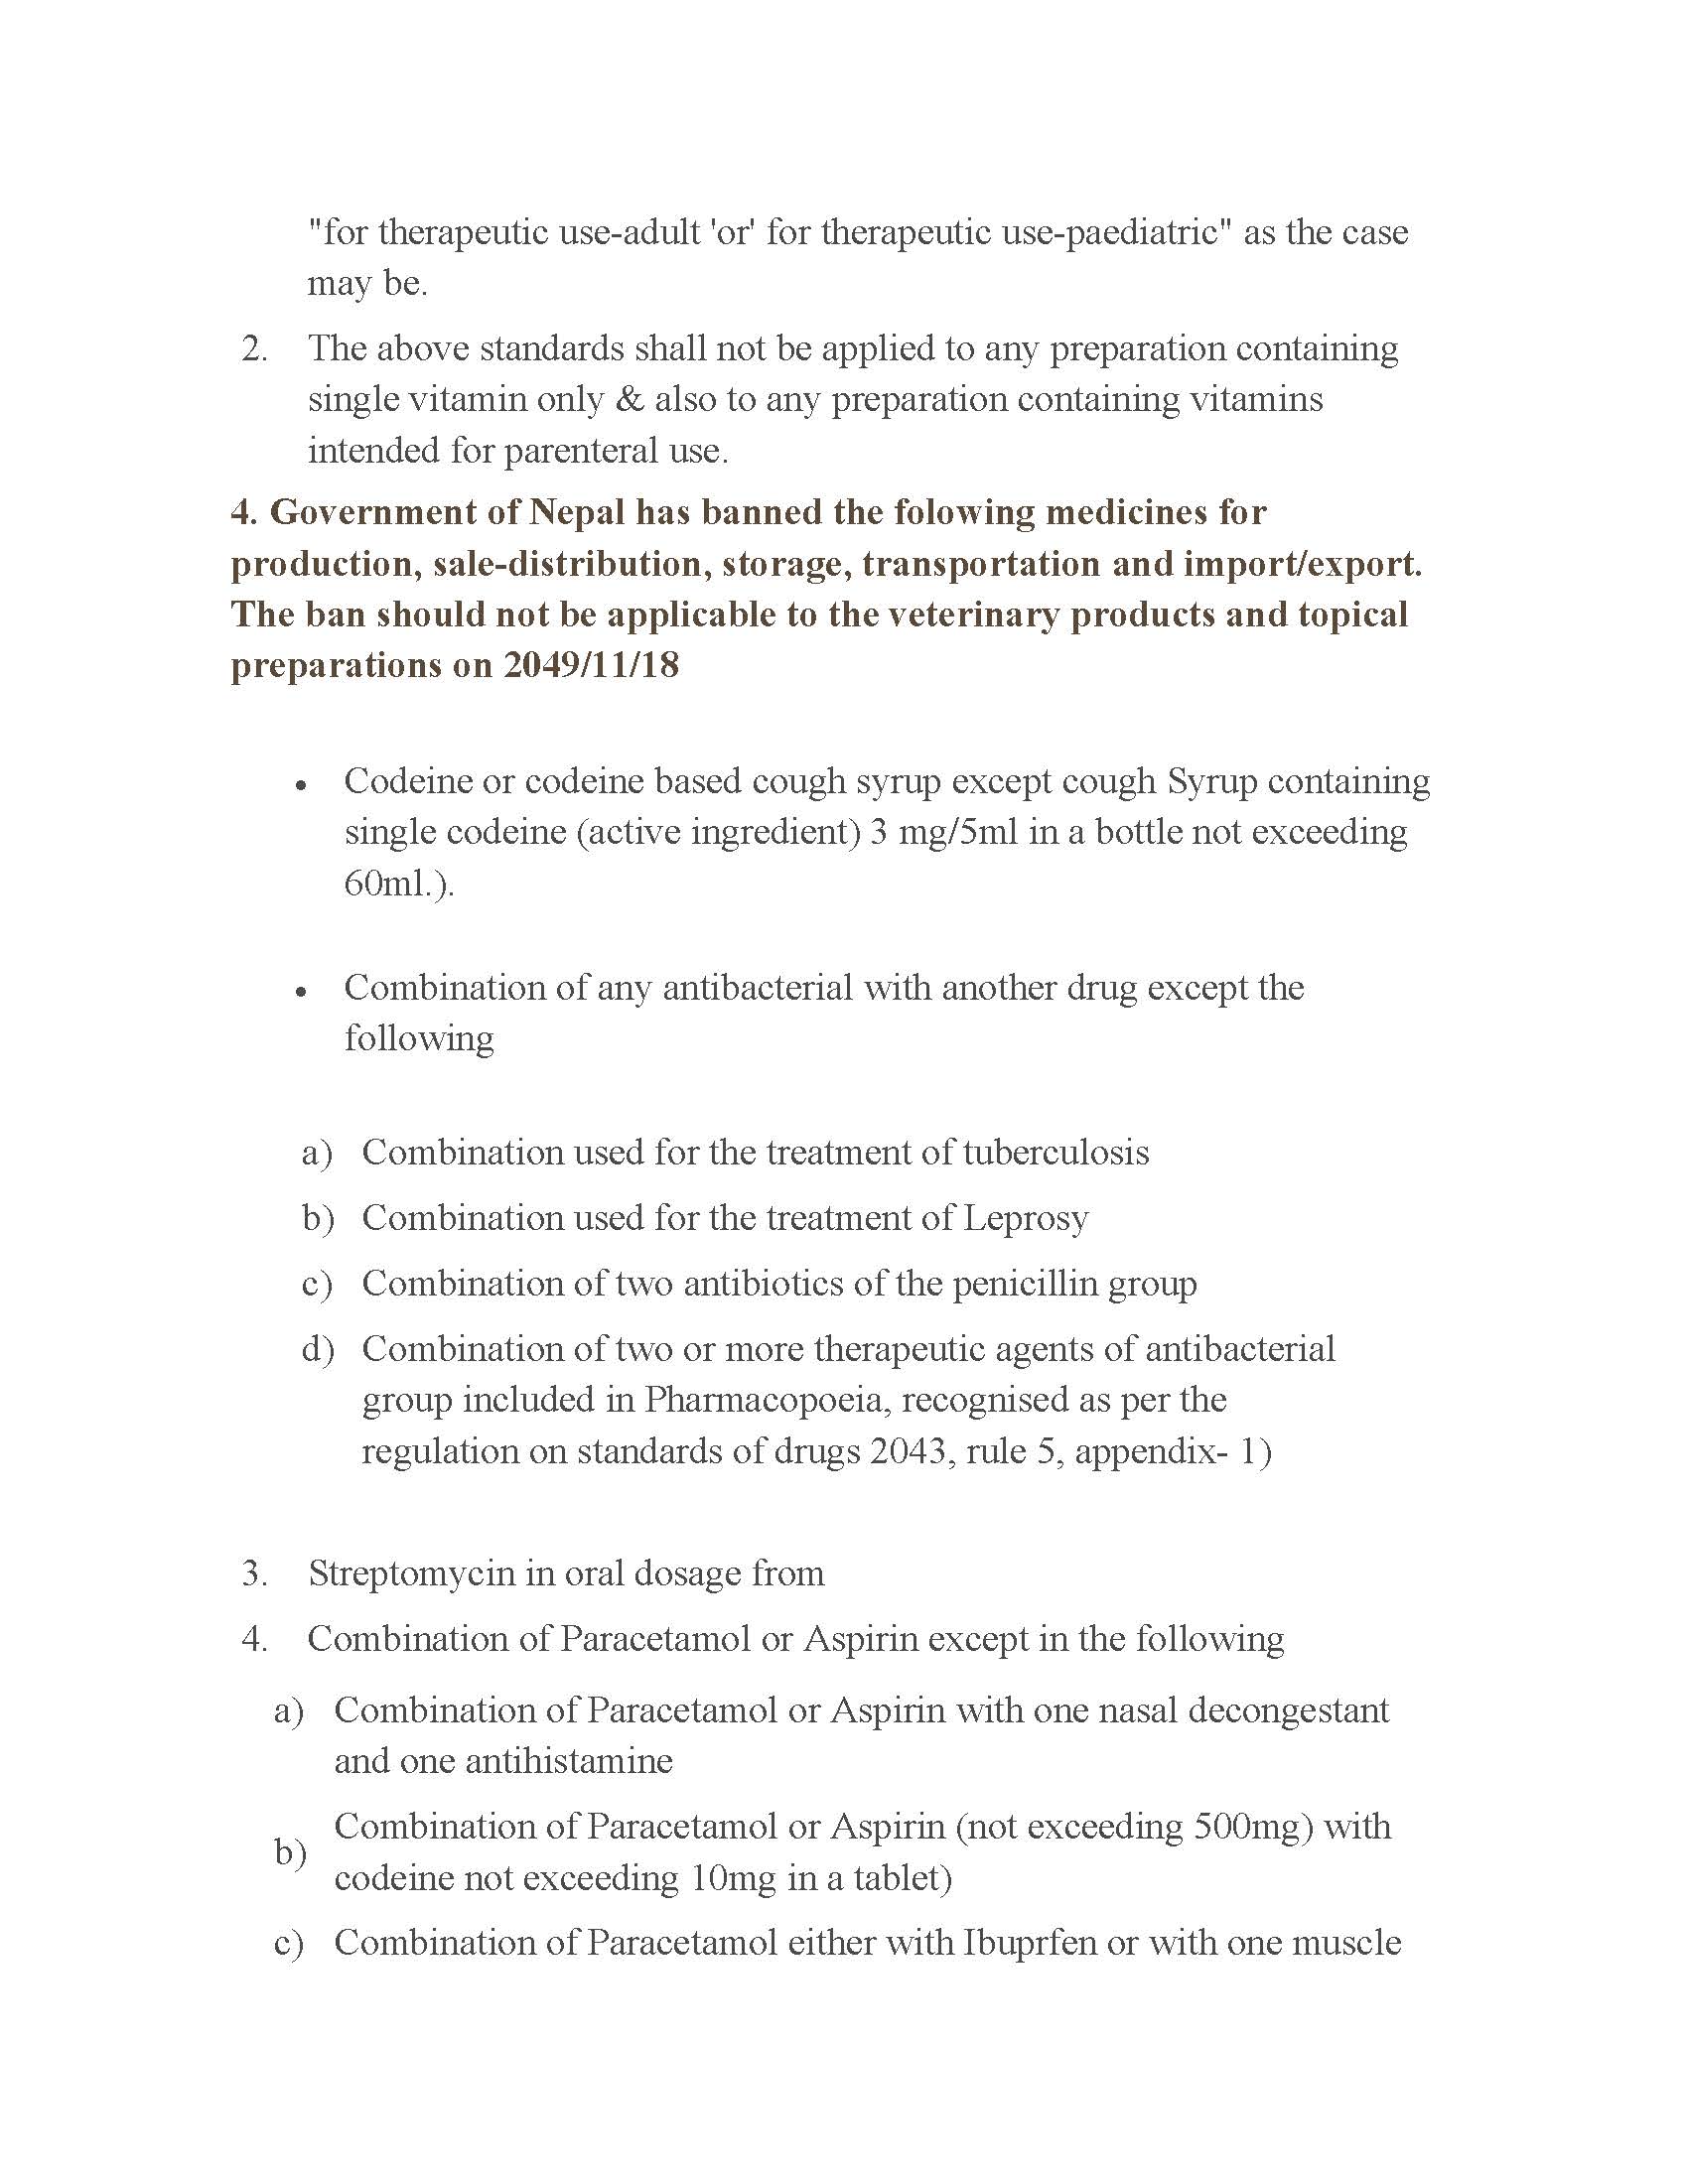 "for therapeutic use-adult 'or' for therapeutic use-paediatric" as the case
may be.
2. The above standards shall not be applied to any preparation containing
single vitamin only & also to any preparation containing vitamins
intended for parenteral use.
4. Government of Nepal has banned the folowing medicines for
production, sale-distribution, storage, transportation and import/export.
The ban should not be applicable to the veterinary products and topical
preparations on 2049/11/18
• Codeine or codeine based cough syrup except cough Syrup containing
single codeine (active ingredient) 3 mg/5ml in a bottle not exceeding
60ml.).
• Combination of any antibacterial with another drug except the
following
a) Combination used for the treatment of tuberculosis
b) Combination used for the treatment of Leprosy
c) Combination of two antibiotics of the penicillin group
d) Combination of two or more therapeutic agents of antibacterial
group included in Pharmacopoeia, recognised as per the
regulation on standards of drugs 2043, rule 5, appendix- 1)
3. Streptomycin in oral dosage from
4. Combination of Paracetamol or Aspirin except in the following
a) Combination of Paracetamol or Aspirin with one nasal decongestant
and one antihistamine
b) Combination of Paracetamol or Aspirin (not exceeding 500mg) with
codeine not exceeding 10mg in a tablet)
c) Combination of Paracetamol either with Ibuprfen or with one muscle